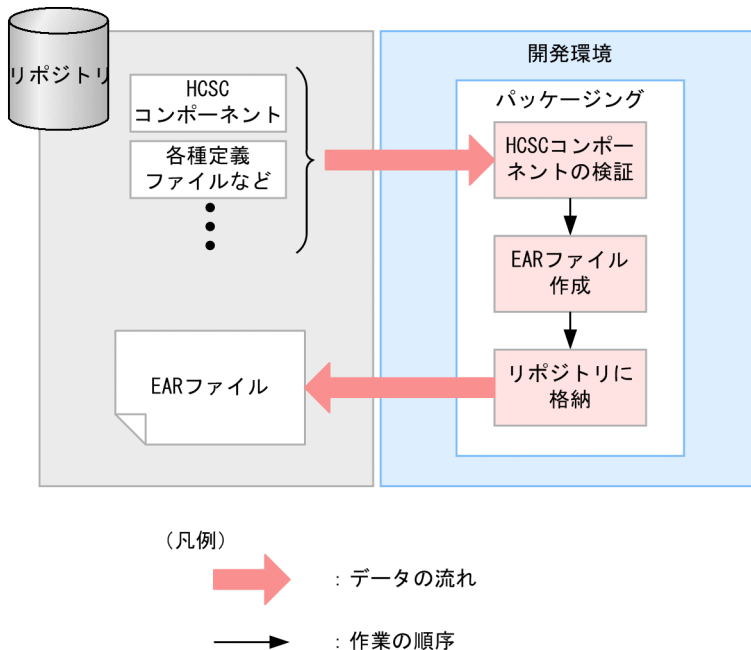 リポジトリ
HCSC
コンポーネント
各種定義
ファイルなど
EARファイル
開発環境
パッケージング
HCSCコンポー
ネントの検証
EARファイル
作成
リポジトリに
格納
(凡例)
:データの流れ
:作業の順序